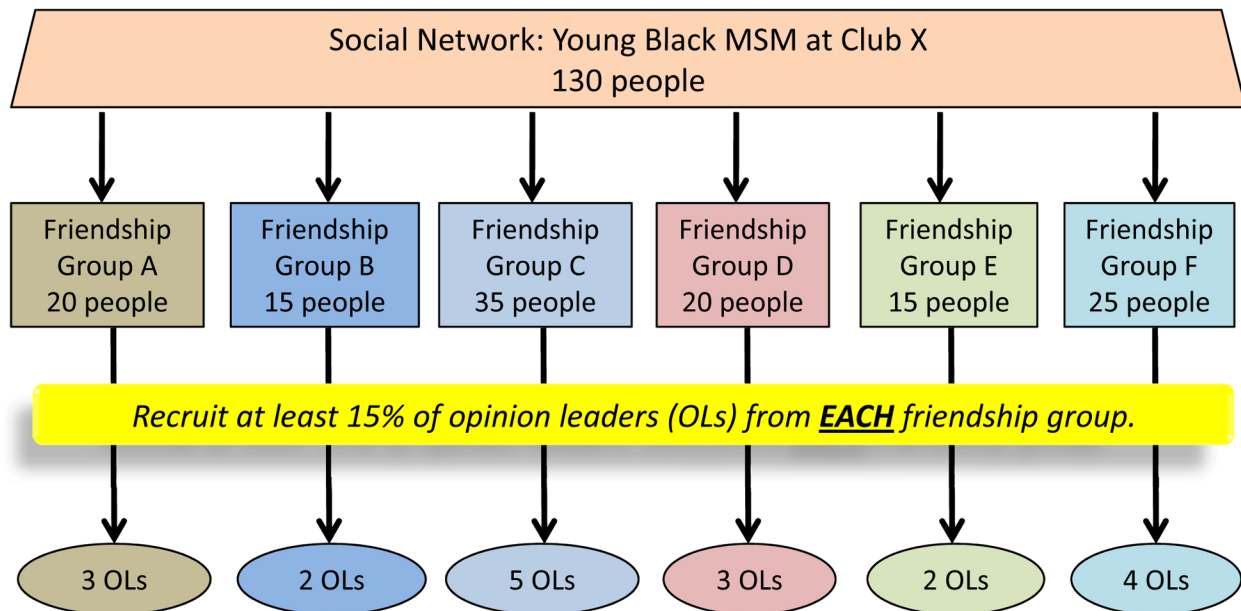 Social Network: Young Black MSM at Club X
130 people
Friendship
Group A
20 people
Friendship
Group B
15 people
Friendship
Group C
35 people
Friendship
Group D
20 people
Friendship
Group E
15 people
Friendship
Group F
25 people
Recruit at least 15% of opinion leaders (OLs) from EACH friendship group.
3 OLs
2 OLs
5 OLs
3 OLs
2 OLs
4 OLs